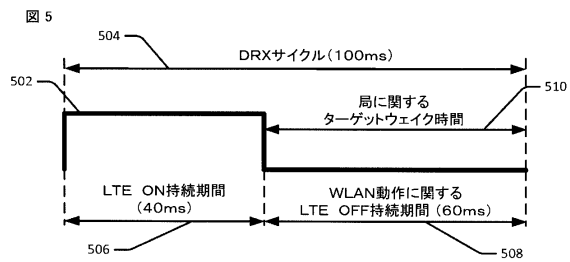 図 5
504
DRXサイクル(100ms)
502
510
局に関する
ターゲットウェイク時間
LTE ON持続期間
(40ms)
WLAN動作に関する
LTE OFF持続期間 (60ms)
506
508